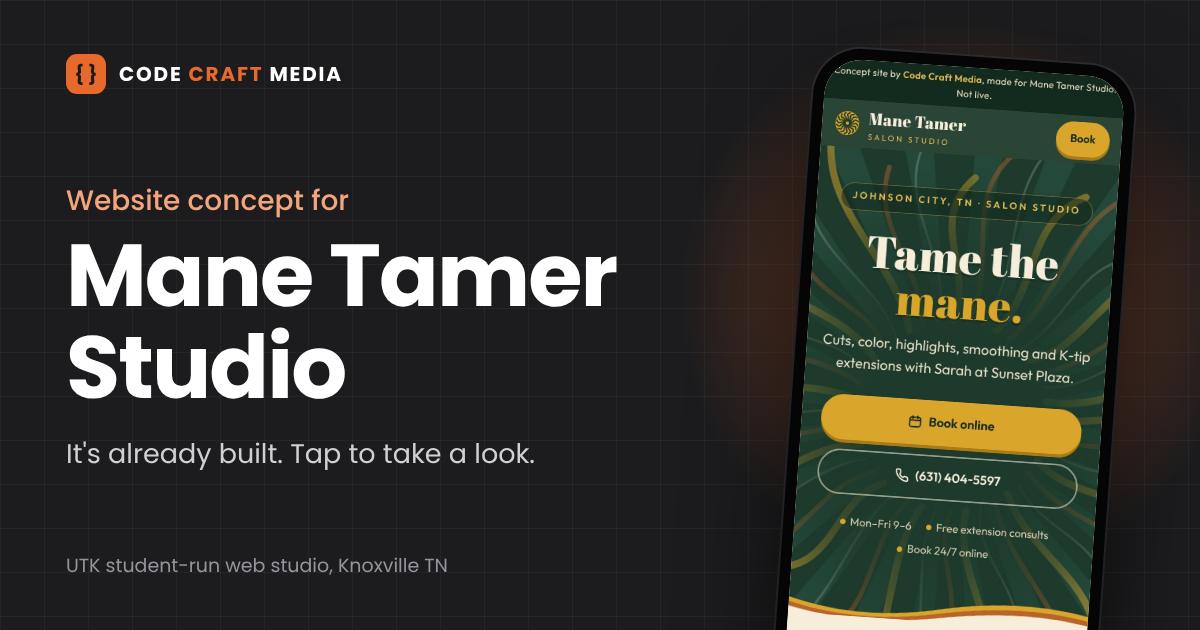 { } CODE CRAFT MEDIA
Website concept for
Mane Tamer
Studio
It's already built. Tap to take a look.
UTK student-run web studio, Knoxville TN
Concept site by Code Craft Media, made for Mane Tamer Studio.
Not live.
Mane Tamer
SALON STUDIO
Book
JOHNSON CITY, TN · SALON STUDIO
Tame the
mane.
Cuts, color, highlights, smoothing and K-tip
extensions with Sarah at Sunset Plaza.
Book online
(631) 404-5597
Mon–Fri 9–6
Free extension consults
Book 24/7 online